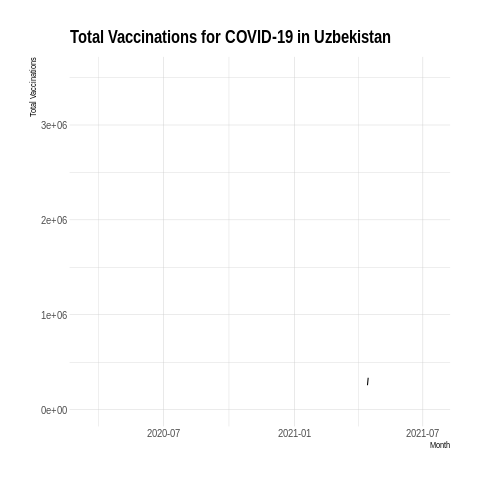 Total Vaccinations for COVID-19 in Uzbekistan
Total Vaccinations
3e+06
2e+06
1e+06
0e+00
2020-07
2021-01
2021-07
Month